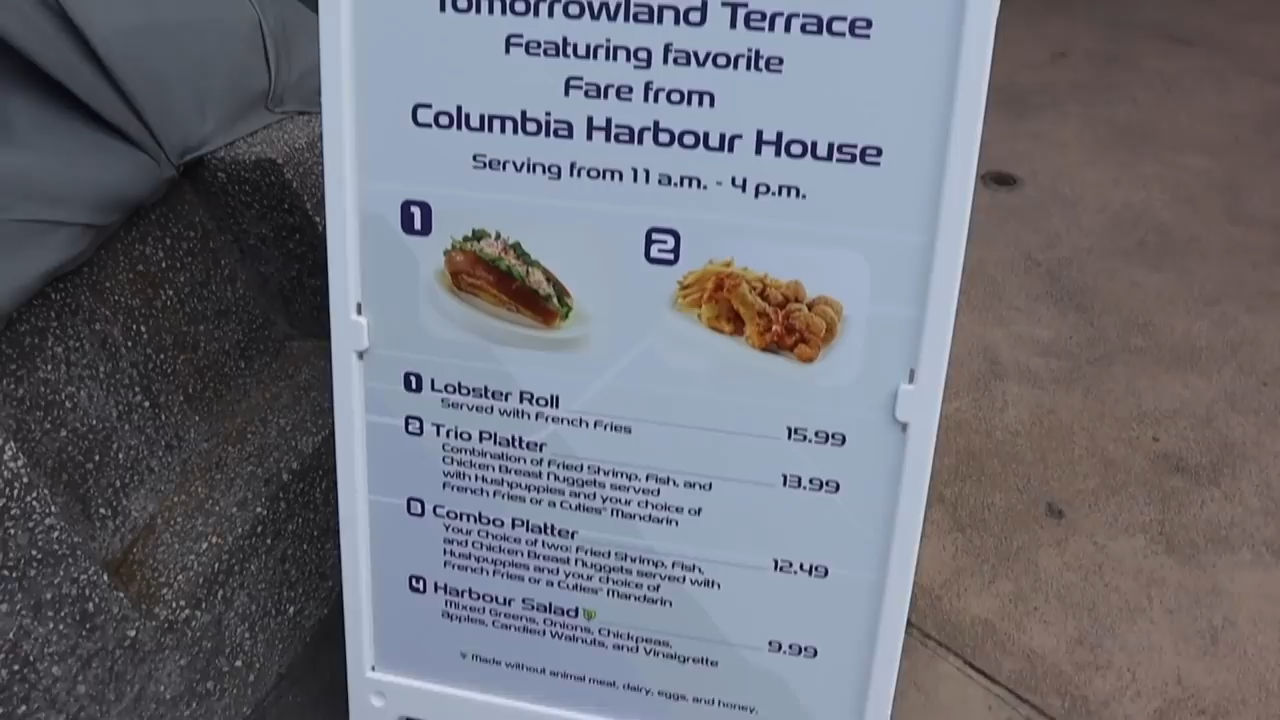 Tomorrowland Terrace
Featuring favorite
Fare from
Columbia Harbour House
Serving from 11 a.m. - 4 p.m.
1
2
1 Lobster Roll
Served with French Fries
15.99
2 Trio Platter
Combination of Fried Shrimp, Fish, and
Chicken Breast Nuggets served
with Hushpuppies and your choice of
French Fries or a Cuties® Mandarin
13.99
3 Combo Platter
Your Choice of two: Fried Shrimp, Fish,
and Chicken Breast Nuggets served with
Hushpuppies and your choice of
French Fries or a Cuties® Mandarin
12.49
4 Harbour Salad
Mixed Greens, Onions, Chickpeas,
Apples, Candied Walnuts, and Vinaigrette
9.99
Made without animal meat, dairy, eggs, and honey.